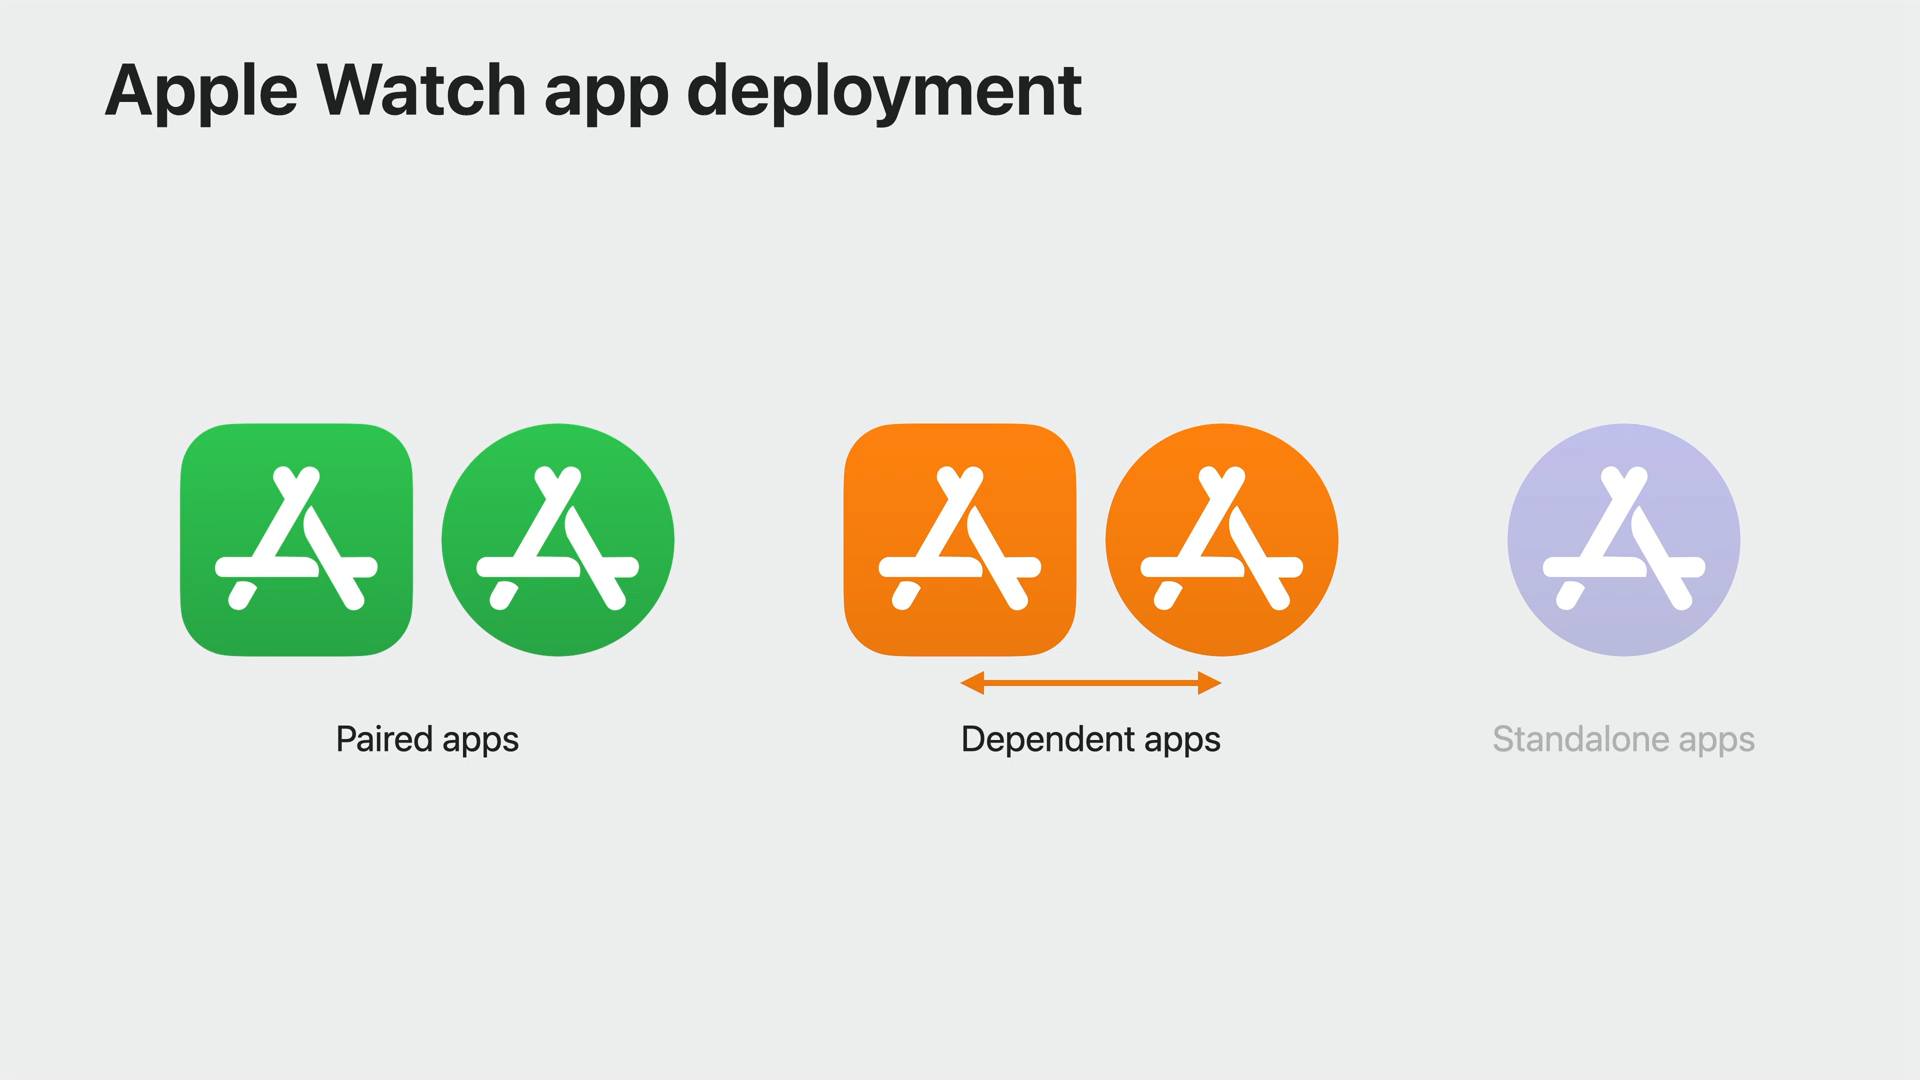 Apple Watch app deployment
Paired apps
Dependent apps
Standalone apps